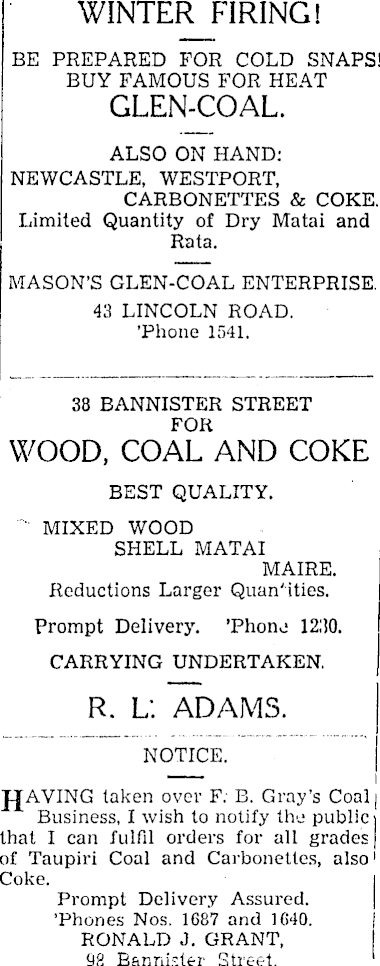 WINTER FIRING!
BE PREPARED FOR COLD SNAPS!
BUY FAMOUS FOR HEAT
GLEN-COAL.
ALSO ON HAND:
NEWCASTLE, WESTPORT,
CARBONETTES & COKE.
Limited Quantity of Dry Matai and
Rata.
MASON'S GLEN-COAL ENTERPRISE.
43 LINCOLN ROAD.
'Phone 1541.
38 BANNISTER STREET
FOR
WOOD, COAL AND COKE
BEST QUALITY.
MIXED WOOD
SHELL MATAI
MAIRE.
Reductions Larger Quantities.
Prompt Delivery. 'Phone 1230.
CARRYING UNDERTAKEN.
R. L. ADAMS.
NOTICE.
HAVING taken over F. B. Gray's Coal
Business, I wish to notify the public
that I can fulfil orders for all grades
of Taupiri Coal and Carbonettes, also
Coke.
Prompt Delivery Assured.
'Phones Nos. 1687 and 1640.
RONALD J. GRANT,
98 Bannister Street.